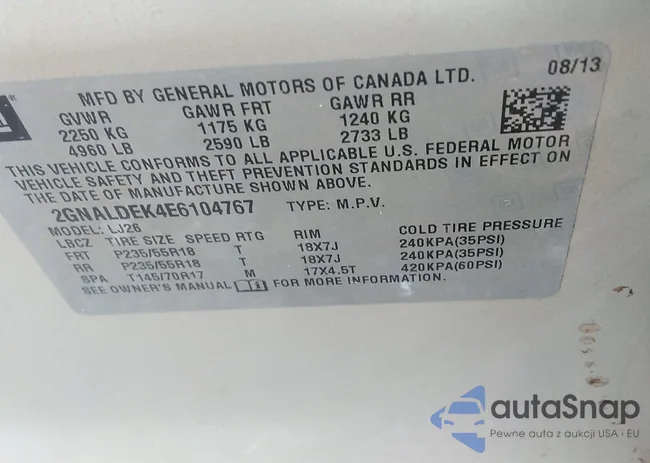 MFD BY GENERAL MOTORS OF CANADA LTD. 08/13
GVWR GAWR FRT GAWR RR
2250 KG 1175 KG 1240 KG
4960 LB 2590 LB 2733 LB
THIS VEHICLE CONFORMS TO ALL APPLICABLE U.S. FEDERAL MOTOR
VEHICLE SAFETY AND THEFT PREVENTION STANDARDS IN EFFECT ON
THE DATE OF MANUFACTURE SHOWN ABOVE.
2GNALDEK4E6104767 TYPE: M.P.V.
MODEL: LJ26
LBCZ TIRE SIZE SPEED RTG RIM COLD TIRE PRESSURE
FRT P235/55R18 T 18X7J 240KPA(35PSI)
RR P235/55R18 T 18X7J 240KPA(35PSI)
SPA T145/70R17 M 17X4.5T 420KPA(60PSI)
SEE OWNER'S MANUAL FOR MORE INFORMATION.
autaSnap
Pewne auta z aukcji USA · EU